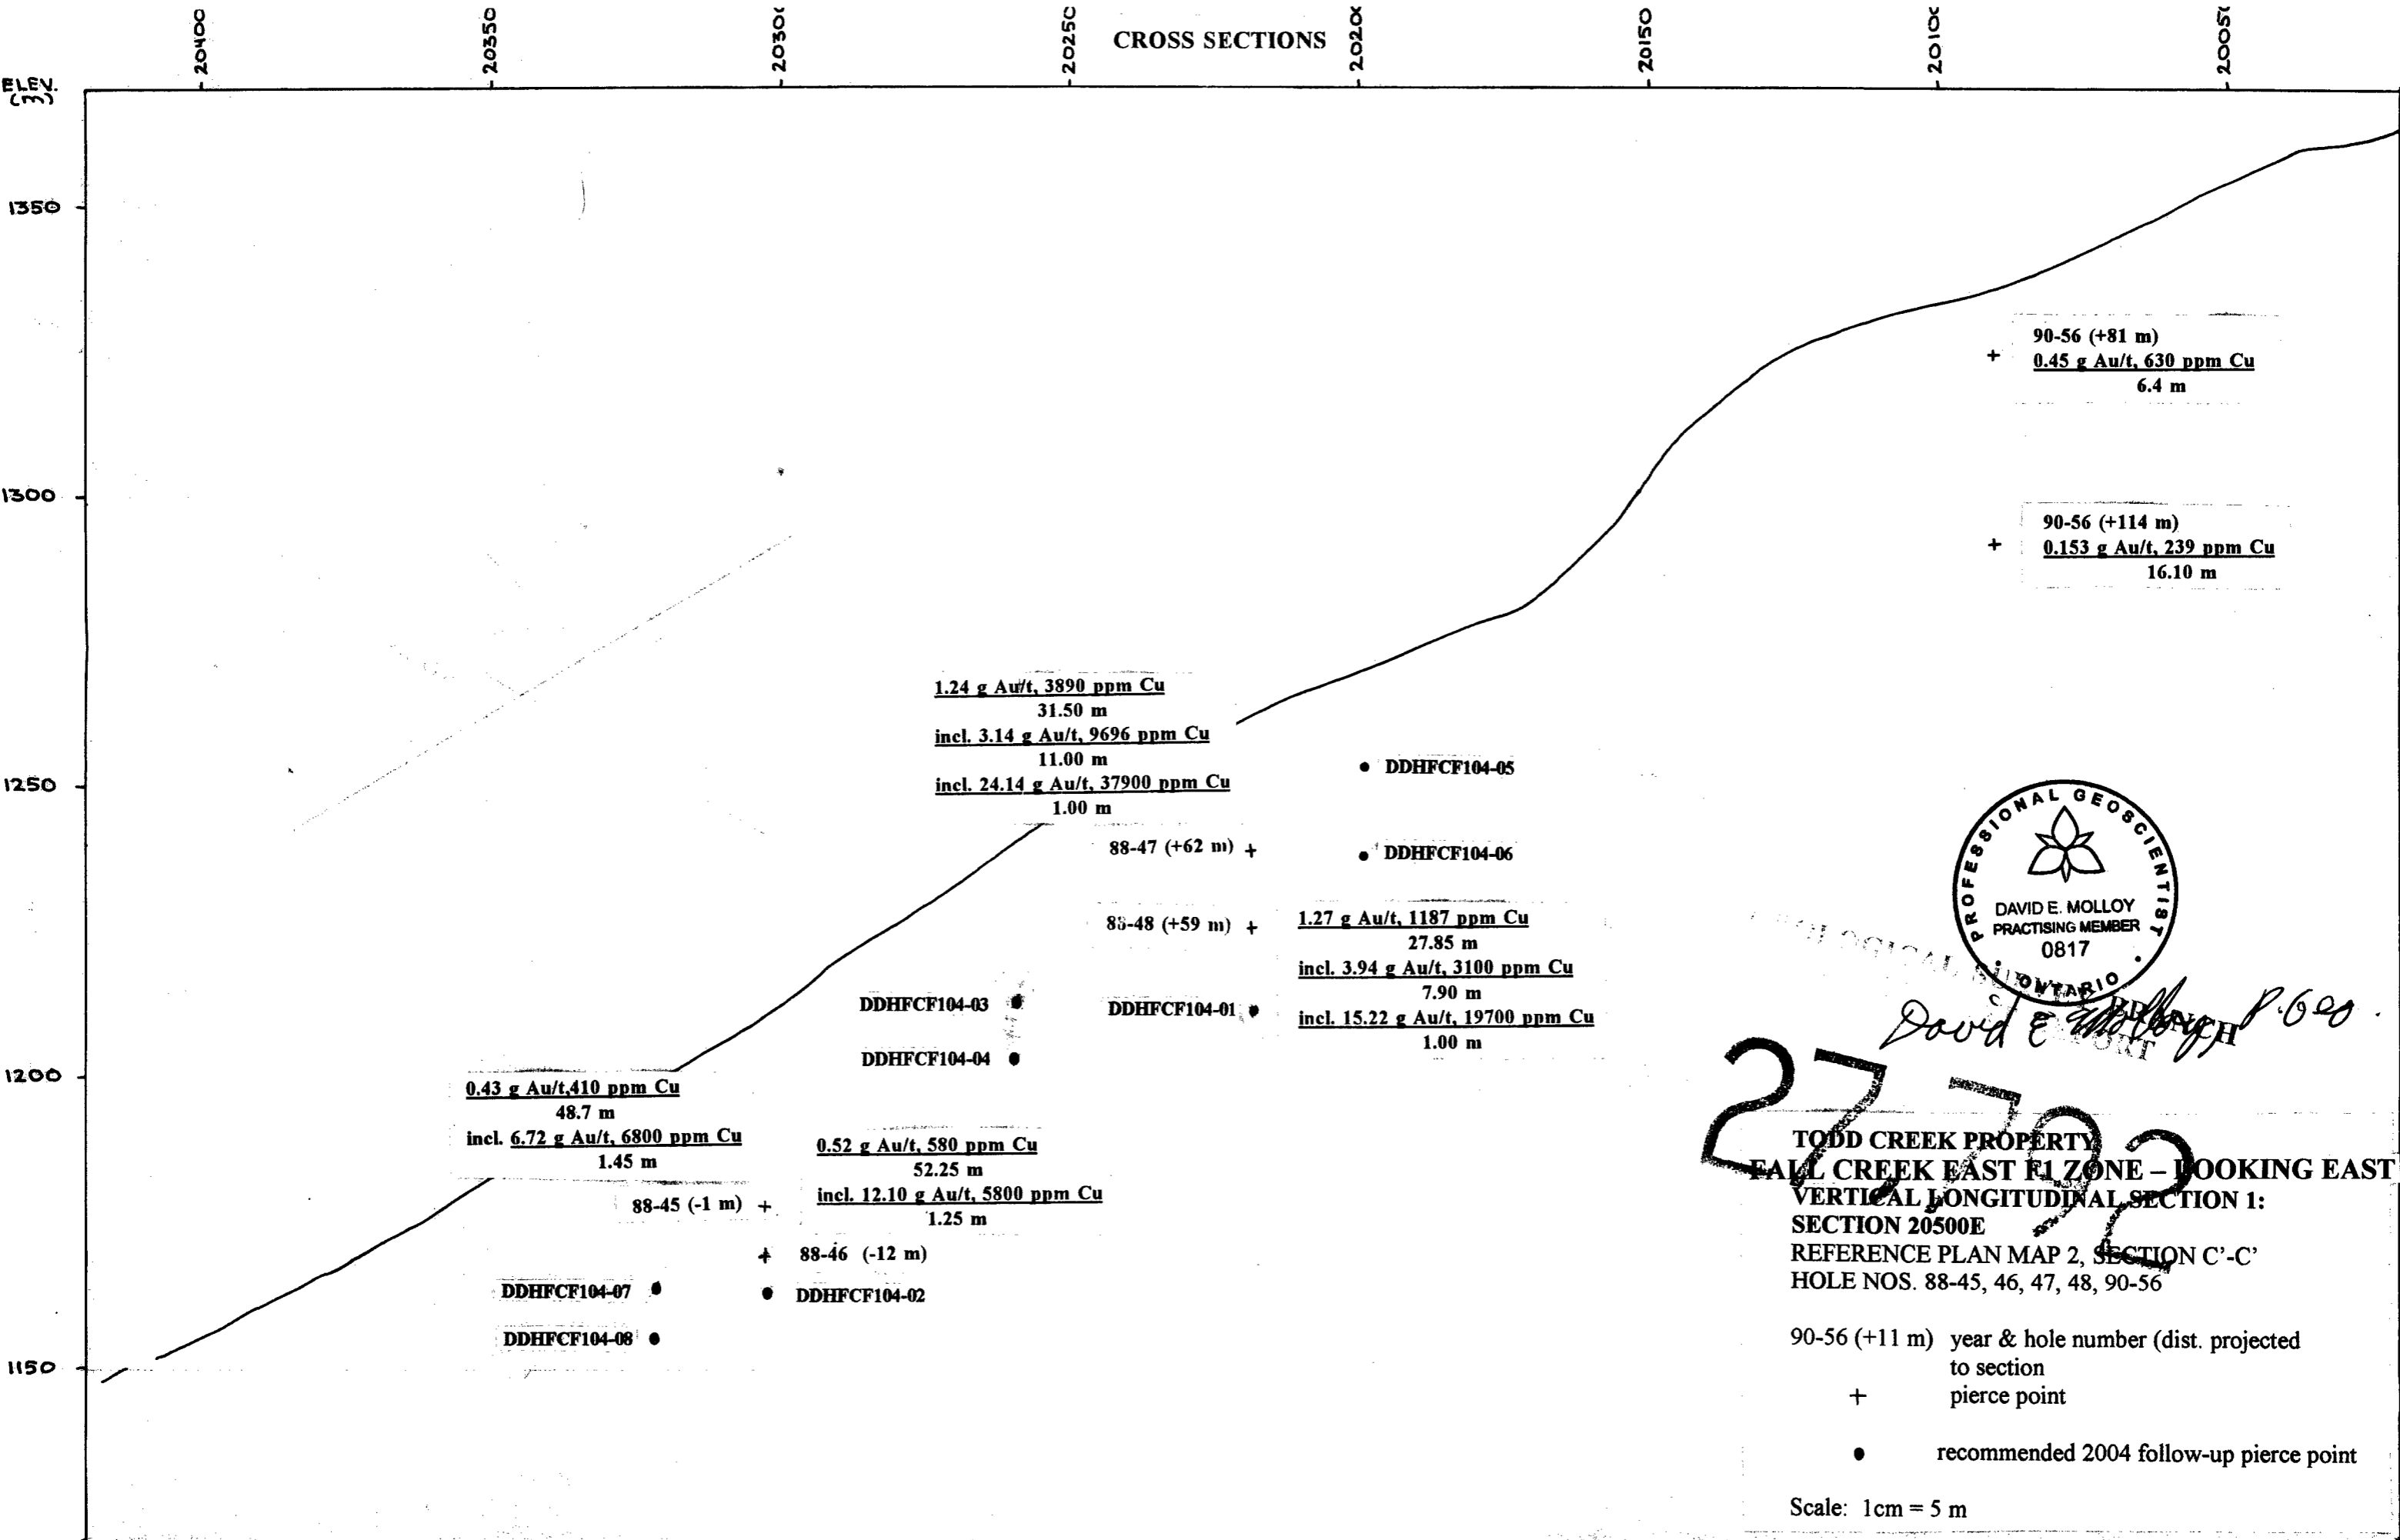 CROSS SECTIONS
20400
20350
ELEV.
(m)
1350
1300
1250
1200
1150
90-56 (+81 m)
0.45 g Au/t, 630 ppm Cu
6.4 m
90-56 (+114 m)
0.153 g Au/t, 239 ppm Cu
16.10 m
1.24 g Au/t, 3890 ppm Cu
31.50 m
incl. 3.14 g Au/t, 9696 ppm Cu
11.00 m
incl. 24.14 g Au/t, 37900 ppm Cu
1.00 m
DDHFCF104-05
88-47 (+62 m)
DDHFCF104-06
88-48 (+59 m)
1.27 g Au/t, 1187 ppm Cu
27.85 m
incl. 3.94 g Au/t, 3100 ppm Cu
7.90 m
incl. 15.22 g Au/t, 19700 ppm Cu
1.00 m
DDHFCF104-03
DDHFCF104-01
DDHFCF104-04
0.43 g Au/t,410 ppm Cu
48.7 m
incl. 6.72 g Au/t, 6800 ppm Cu
1.45 m
0.52 g Au/t, 580 ppm Cu
52.25 m
incl. 12.10 g Au/t, 5800 ppm Cu
1.25 m
88-45 (-1 m)
88-46 (-12 m)
DDHFCF104-07
DDHFCF104-02
DDHFCF104-08
PROFESSIONAL GEOSCIENTIST
DAVID E. MOLLOY
PRACTISING MEMBER
0817
ONTARIO
David E Molloy P.Geo.
27,792
TODD CREEK PROPERTY
FALL CREEK EAST F1 ZONE – LOOKING EAST
VERTICAL LONGITUDINAL SECTION 1:
SECTION 20500E
REFERENCE PLAN MAP 2, SECTION C'-C'
HOLE NOS. 88-45, 46, 47, 48, 90-56
90-56 (+11 m) year & hole number (dist. projected
to section
+ pierce point
● recommended 2004 follow-up pierce point
Scale: 1cm = 5 m